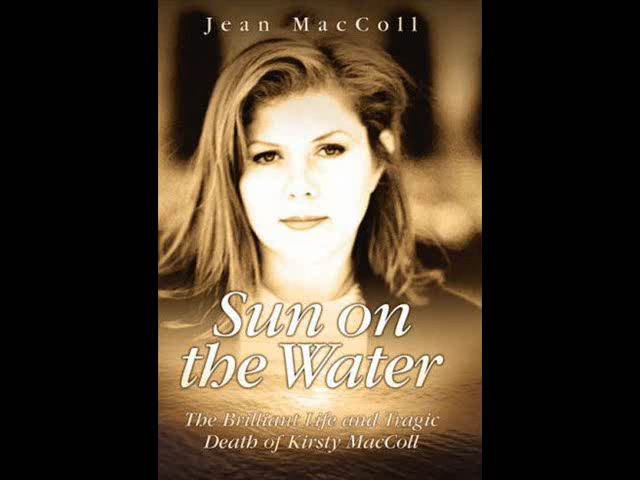 Jean MacColl
Sun on
the Water
The Brilliant Life and Tragic
Death of Kirsty MacColl